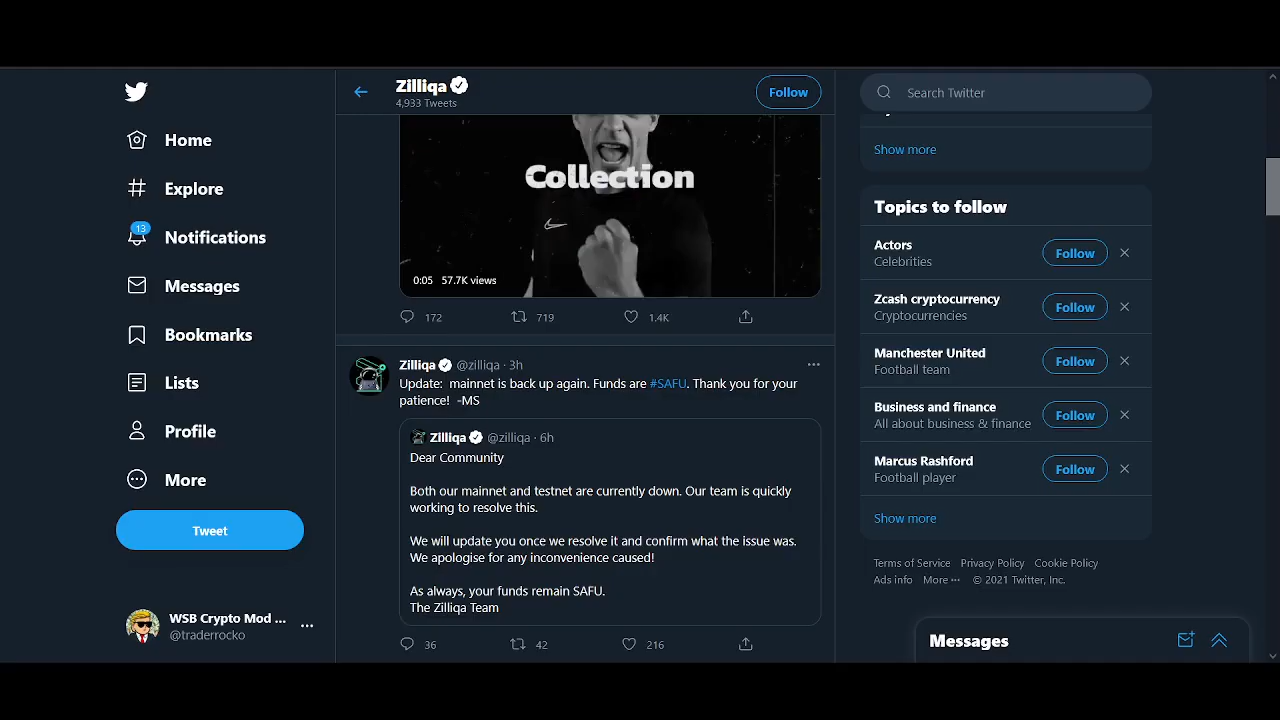 Home
Explore
13
Notifications
Messages
Bookmarks
Lists
Profile
More
Tweet
WSB Crypto Mod ...
@traderrocko
Zilliqa
4,933 Tweets
Follow
Collection
0:05 57.7K views
172 719 1.4K
Zilliqa @zilliqa · 3h
Update: mainnet is back up again. Funds are #SAFU. Thank you for your
patience! -MS
Zilliqa @zilliqa · 6h
Dear Community
Both our mainnet and testnet are currently down. Our team is quickly
working to resolve this.
We will update you once we resolve it and confirm what the issue was.
We apologise for any inconvenience caused!
As always, your funds remain SAFU.
The Zilliqa Team
36 42 216
Search Twitter
Show more
Topics to follow
Actors
Celebrities
Follow
Zcash cryptocurrency
Cryptocurrencies
Follow
Manchester United
Football team
Follow
Business and finance
All about business & finance
Follow
Marcus Rashford
Football player
Follow
Show more
Terms of Service Privacy Policy Cookie Policy
Ads info More ··· © 2021 Twitter, Inc.
Messages